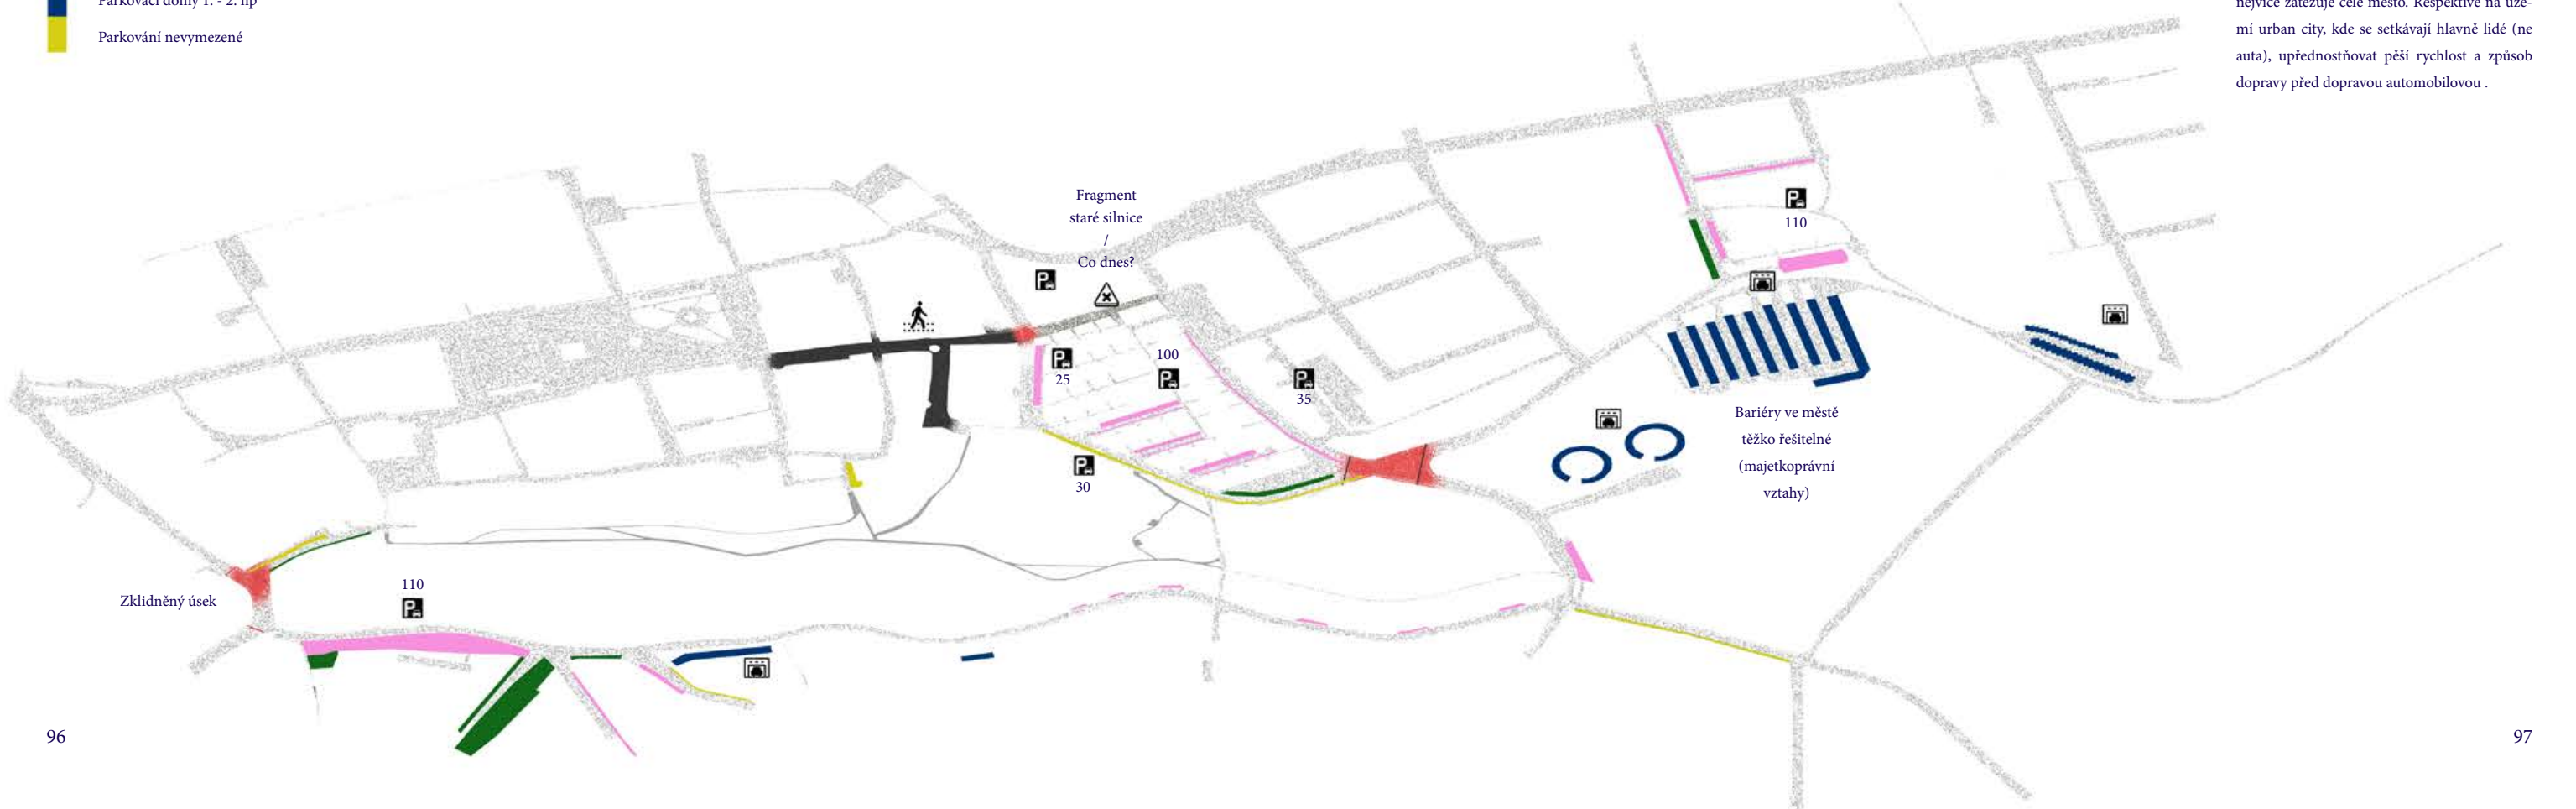 Parkovací domy 1. - 2. np
Parkování nevymezené
nejvíce zatěžuje celé město. Respektive na úze-
mí urban city, kde se setkávají hlavně lidé (ne
auta), upřednostňovat pěší rychlost a způsob
dopravy před dopravou automobilovou .
Fragment
staré silnice
/
Co dnes?
P
110
P
P
25
100
P
P
35
P
30
Bariéry ve městě
těžko řešitelné
(majetkoprávní
vztahy)
Zklidněný úsek
110
P
96
97